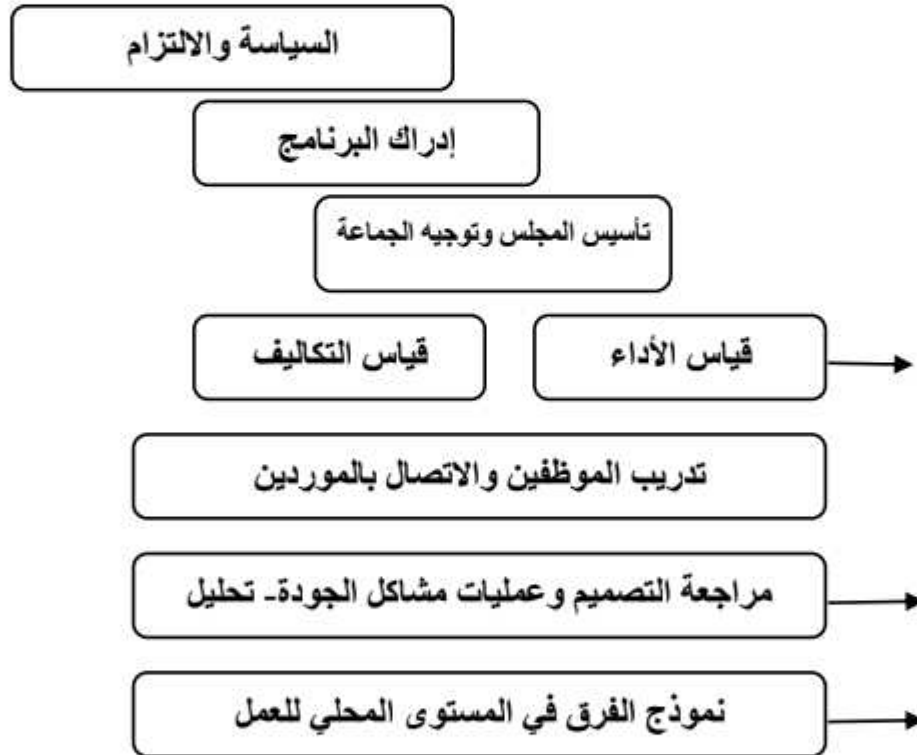 السياسة والالتزام
إدراك البرنامج
تأسيس المجلس وتوجيه الجماعة
قياس الأداء
قياس التكاليف
تدريب الموظفين والاتصال بالموردين
مراجعة التصميم وعمليات مشاكل الجودة- تحليل
نموذج الفرق في المستوى المحلي للعمل